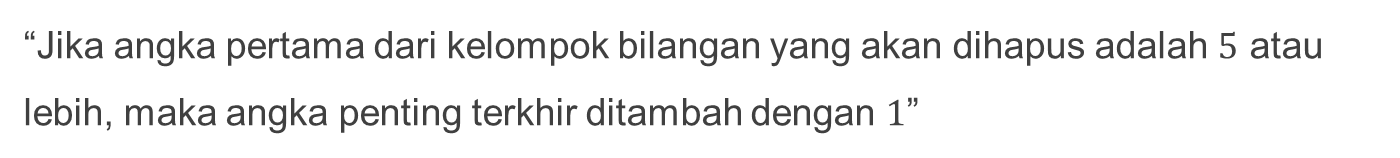 “Jika angka pertama dari kelompok bilangan yang akan dihapus adalah 5 atau
lebih, maka angka penting terkhir ditambah dengan 1”